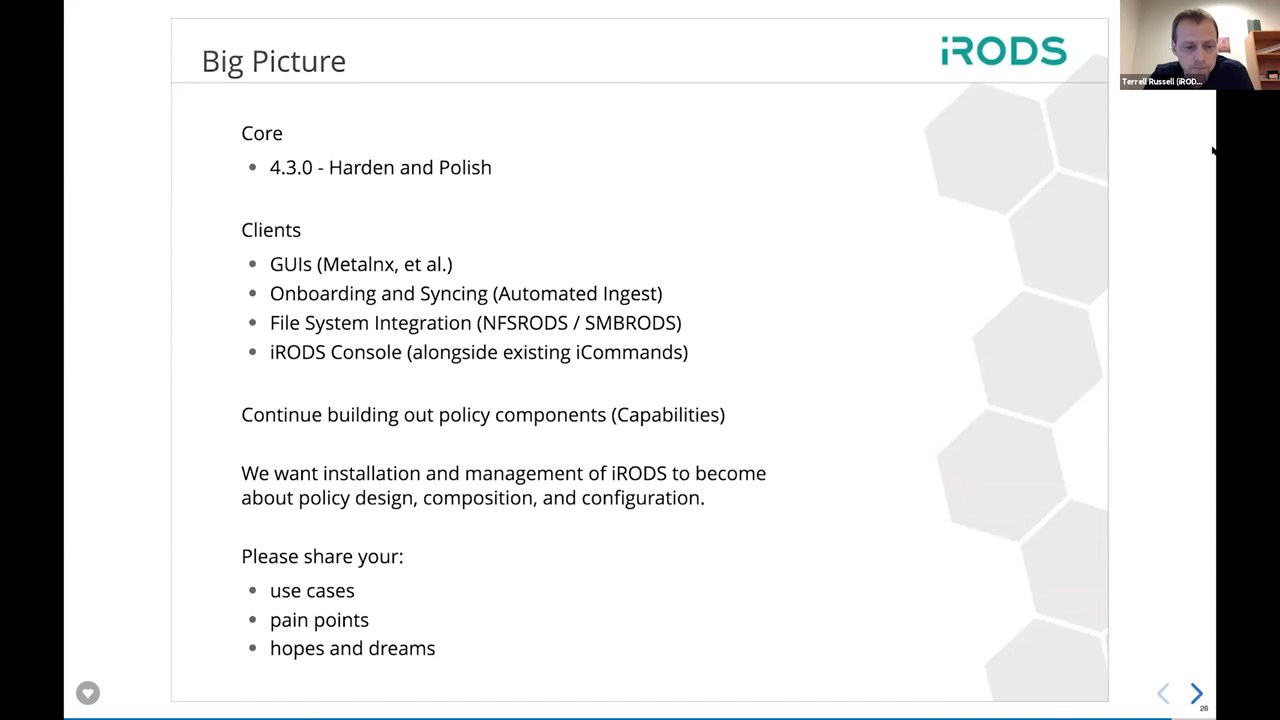 Big Picture
iRODS
Terrell Russell (iROD...
Core
4.3.0 - Harden and Polish
Clients
GUIs (Metalnx, et al.)
Onboarding and Syncing (Automated Ingest)
File System Integration (NFSRODS / SMBRODS)
iRODS Console (alongside existing iCommands)
Continue building out policy components (Capabilities)
We want installation and management of iRODS to become
about policy design, composition, and configuration.
Please share your:
use cases
pain points
hopes and dreams
26